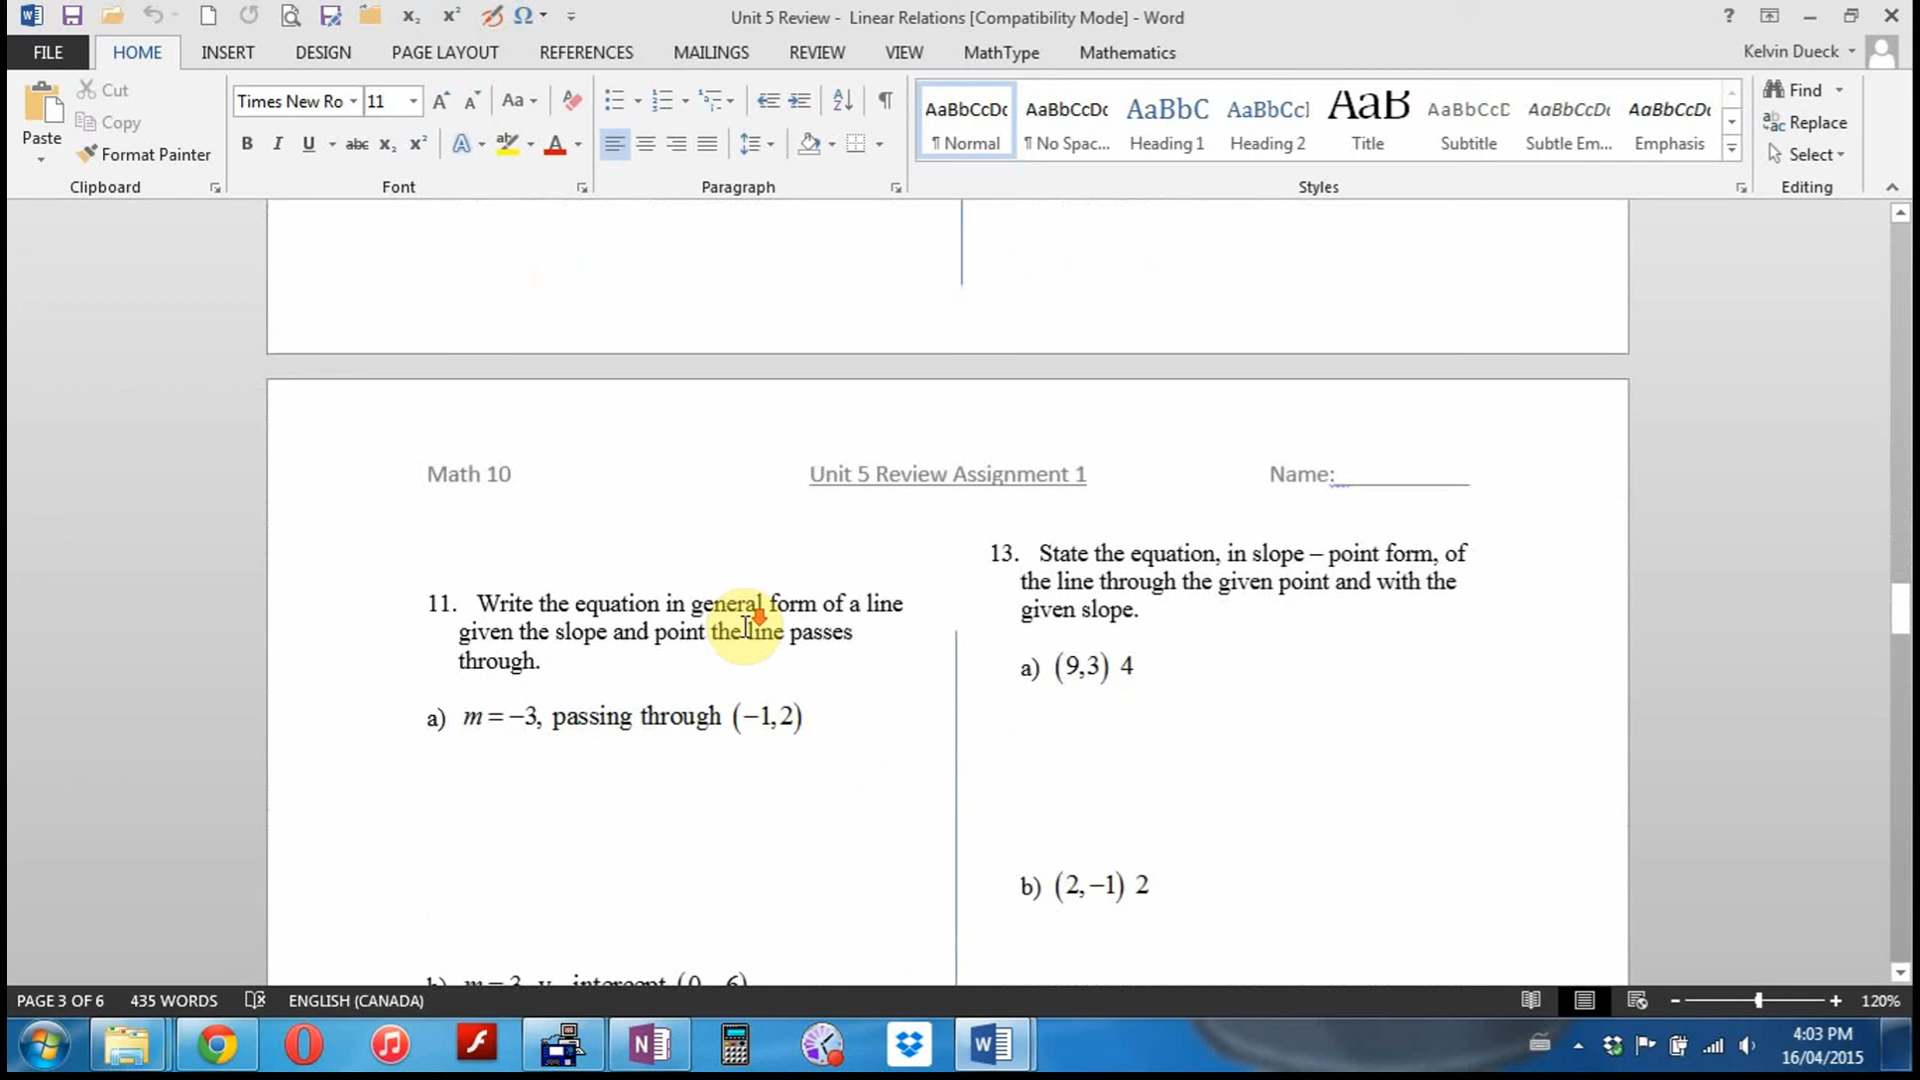 Unit 5 Review - Linear Relations [Compatibility Mode] - Word
FILE HOME INSERT DESIGN PAGE LAYOUT REFERENCES MAILINGS REVIEW VIEW MathType Mathematics Kelvin Dueck
Paste
Cut
Copy
Format Painter
Clipboard
Times New Ro 11
Font
Paragraph
AaBbCcDc AaBbCcDc AaBbC AaBbCcI AaB AaBbCcD AaBbCcDc AaBbCcDc
¶ Normal ¶ No Spac... Heading 1 Heading 2 Title Subtitle Subtle Em... Emphasis
Styles
Find
Replace
Select
Editing
Math 10 Unit 5 Review Assignment 1 Name:
11. Write the equation in general form of a line
given the slope and point the line passes
through.
a) m = −3, passing through (−1,2)
13. State the equation, in slope – point form, of
the line through the given point and with the
given slope.
a) (9,3) 4
b) (2,−1) 2
PAGE 3 OF 6 435 WORDS ENGLISH (CANADA) 120%
4:03 PM
16/04/2015